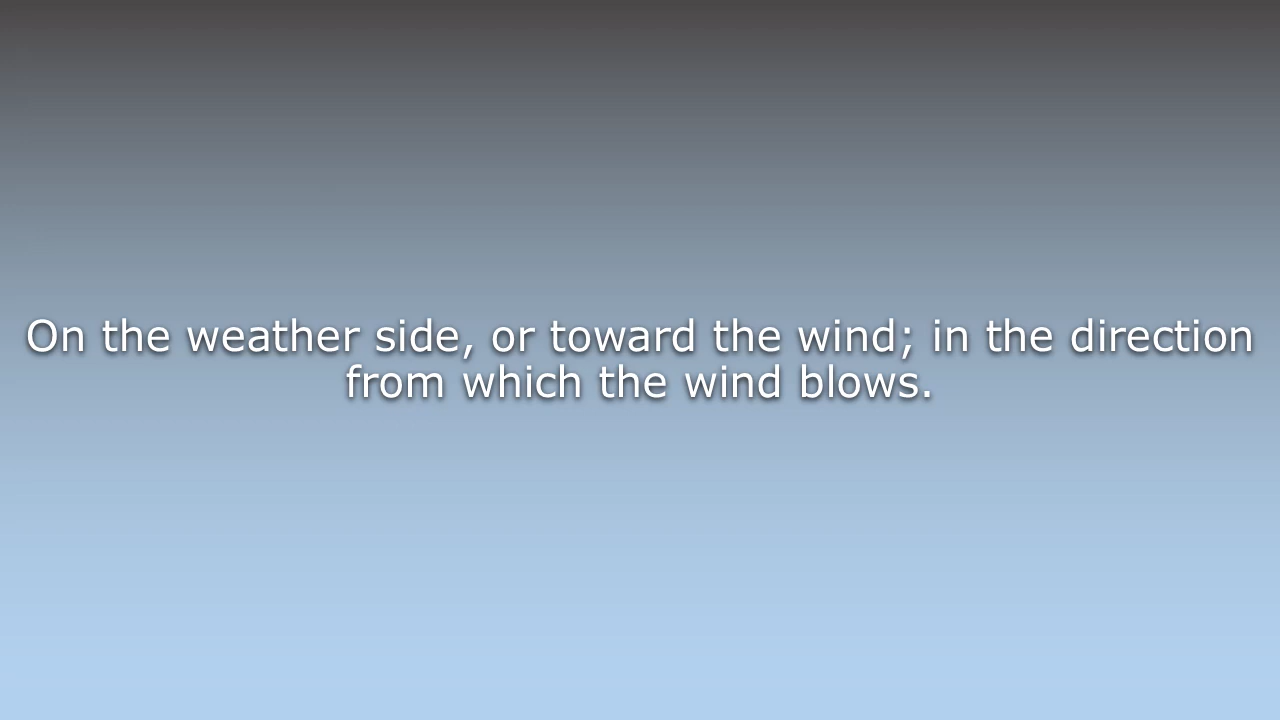 On the weather side, or toward the wind; in the direction
from which the wind blows.